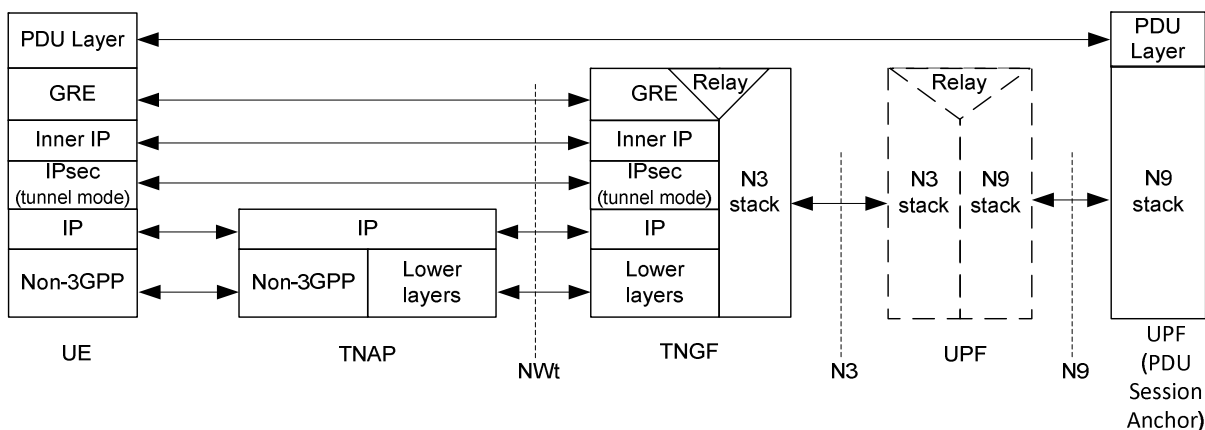 PDU Layer
PDU
Layer
GRE
GRE
Relay
Relay
Inner IP
Inner IP
IPsec
(tunnel mode)
IPsec
(tunnel mode)
N3
stack
N3
stack
N9
stack
N9
stack
IP
IP
IP
Non-3GPP
Non-3GPP
Lower
layers
Lower
layers
UE
TNAP
NWt
TNGF
N3
UPF
N9
UPF
(PDU
Session
Anchor)